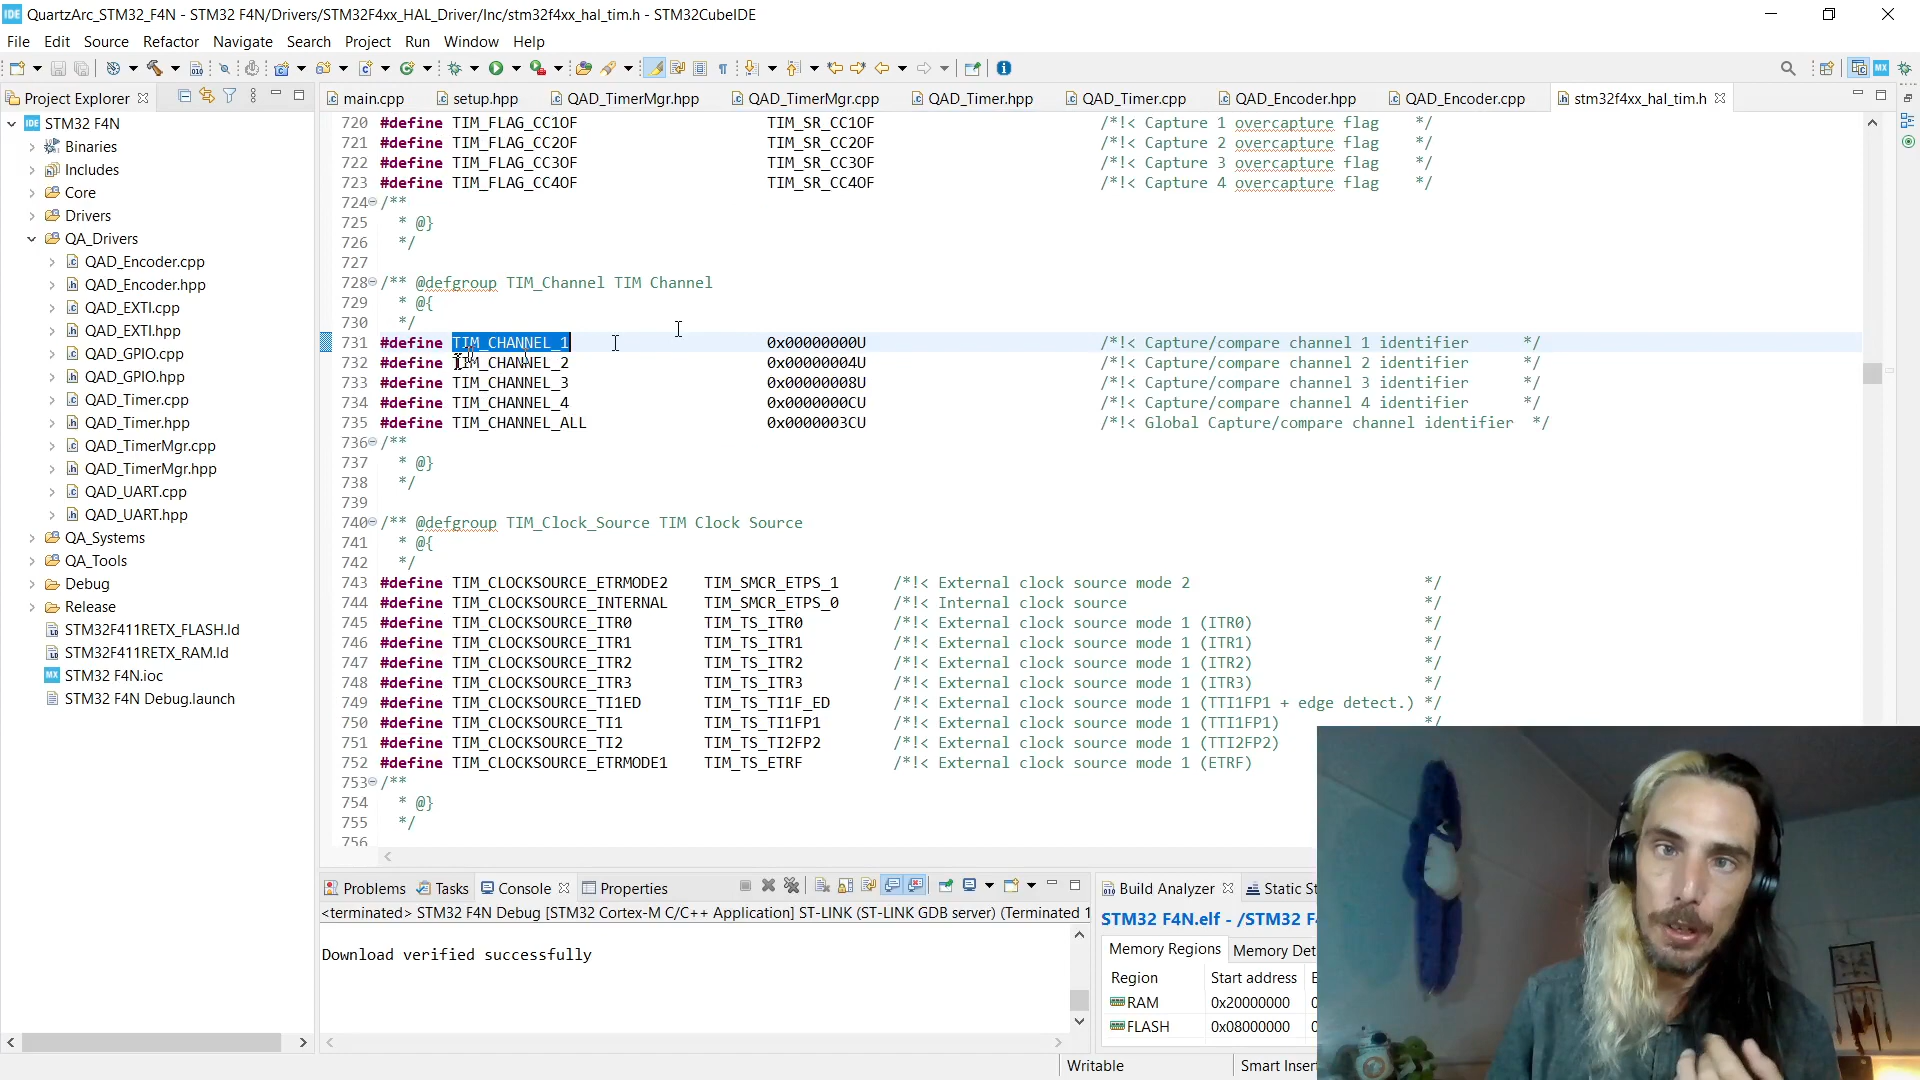 QuartzArc_STM32_F4N - STM32 F4N/Drivers/STM32F4xx_HAL_Driver/Inc/stm32f4xx_hal_tim.h - STM32CubeIDE
File Edit Source Refactor Navigate Search Project Run Window Help
Project Explorer
main.cpp setup.hpp QAD_TimerMgr.hpp QAD_TimerMgr.cpp QAD_Timer.hpp QAD_Timer.cpp QAD_Encoder.hpp QAD_Encoder.cpp stm32f4xx_hal_tim.h
STM32 F4N
Binaries
Includes
Core
Drivers
QA_Drivers
QAD_Encoder.cpp
QAD_Encoder.hpp
QAD_EXTI.cpp
QAD_EXTI.hpp
QAD_GPIO.cpp
QAD_GPIO.hpp
QAD_Timer.cpp
QAD_Timer.hpp
QAD_TimerMgr.cpp
QAD_TimerMgr.hpp
QAD_UART.cpp
QAD_UART.hpp
QA_Systems
QA_Tools
Debug
Release
STM32F411RETX_FLASH.ld
STM32F411RETX_RAM.ld
STM32 F4N.ioc
STM32 F4N Debug.launch
720 #define TIM_FLAG_CC1OF TIM_SR_CC1OF /*!< Capture 1 overcapture flag */
721 #define TIM_FLAG_CC2OF TIM_SR_CC2OF /*!< Capture 2 overcapture flag */
722 #define TIM_FLAG_CC3OF TIM_SR_CC3OF /*!< Capture 3 overcapture flag */
723 #define TIM_FLAG_CC4OF TIM_SR_CC4OF /*!< Capture 4 overcapture flag */
724 /**
725 * @}
726 */
727
728 /** @defgroup TIM_Channel TIM Channel
729 * @{
730 */
731 #define TIM_CHANNEL_1 0x00000000U /*!< Capture/compare channel 1 identifier */
732 #define TIM_CHANNEL_2 0x00000004U /*!< Capture/compare channel 2 identifier */
733 #define TIM_CHANNEL_3 0x00000008U /*!< Capture/compare channel 3 identifier */
734 #define TIM_CHANNEL_4 0x0000000CU /*!< Capture/compare channel 4 identifier */
735 #define TIM_CHANNEL_ALL 0x0000003CU /*!< Global Capture/compare channel identifier */
736 /**
737 * @}
738 */
739
740 /** @defgroup TIM_Clock_Source TIM Clock Source
741 * @{
742 */
743 #define TIM_CLOCKSOURCE_ETRMODE2 TIM_SMCR_ETPS_1 /*!< External clock source mode 2 */
744 #define TIM_CLOCKSOURCE_INTERNAL TIM_SMCR_ETPS_0 /*!< Internal clock source */
745 #define TIM_CLOCKSOURCE_ITR0 TIM_TS_ITR0 /*!< External clock source mode 1 (ITR0) */
746 #define TIM_CLOCKSOURCE_ITR1 TIM_TS_ITR1 /*!< External clock source mode 1 (ITR1) */
747 #define TIM_CLOCKSOURCE_ITR2 TIM_TS_ITR2 /*!< External clock source mode 1 (ITR2) */
748 #define TIM_CLOCKSOURCE_ITR3 TIM_TS_ITR3 /*!< External clock source mode 1 (ITR3) */
749 #define TIM_CLOCKSOURCE_TI1ED TIM_TS_TI1F_ED /*!< External clock source mode 1 (TTI1FP1 + edge detect.) */
750 #define TIM_CLOCKSOURCE_TI1 TIM_TS_TI1FP1 /*!< External clock source mode 1 (TTI1FP1) */
751 #define TIM_CLOCKSOURCE_TI2 TIM_TS_TI2FP2 /*!< External clock source mode 1 (TTI2FP2)
752 #define TIM_CLOCKSOURCE_ETRMODE1 TIM_TS_ETRF /*!< External clock source mode 1 (ETRF)
753 /**
754 * @}
755 */
756
Problems Tasks Console Properties
<terminated> STM32 F4N Debug [STM32 Cortex-M C/C++ Application] ST-LINK (ST-LINK GDB server) (Terminated 1
Download verified successfully
Build Analyzer Static St
STM32 F4N.elf - /STM32 F4
Memory Regions Memory Det
Region Start address E
RAM 0x20000000 0
FLASH 0x08000000 0
Writable Smart Inser